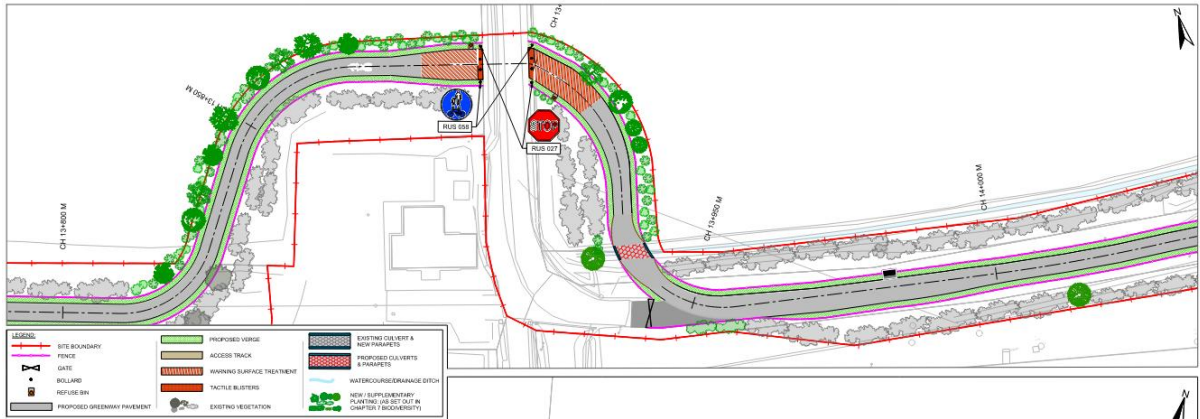 N
CH 13+800 M
13+850 M
CH 13+
RUS 058
STOP
RUS 027
CH 13+950 M
CH 14+000 M
LEGEND:
SITE BOUNDARY
FENCE
GATE
BOLLARD
REFUSE BIN
PROPOSED GREENWAY PAVEMENT
PROPOSED VERGE
ACCESS TRACK
WARNING SURFACE TREATMENT
TACTILE BLISTERS
EXISTING VEGETATION
EXISTING CULVERT &
NEW PARAPETS
PROPOSED CULVERTS
& PARAPETS
WATERCOURSE/DRAINAGE DITCH
NEW / SUPPLEMENTARY
PLANTING: (AS SET OUT IN
CHAPTER 7 BIODIVERSITY)
N